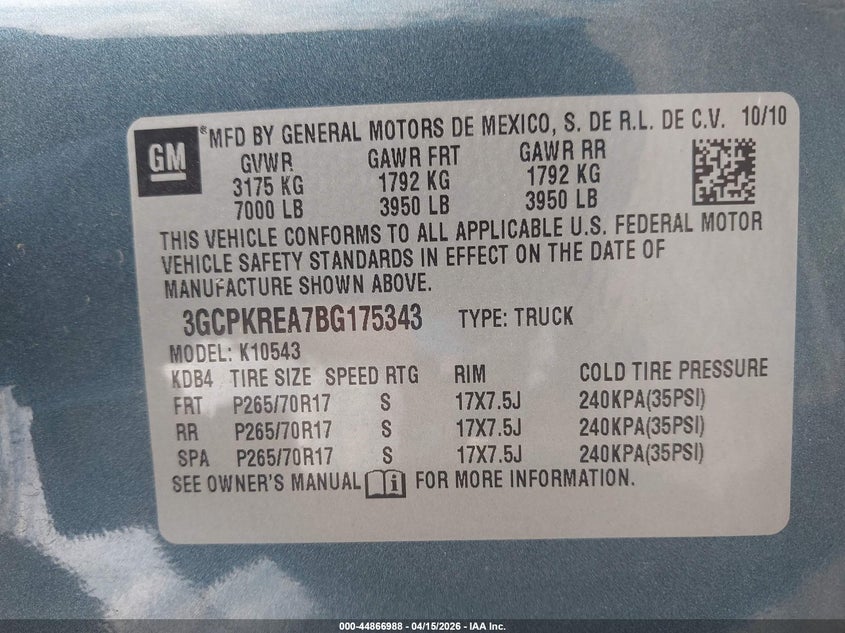 GM
®MFD BY GENERAL MOTORS DE MEXICO, S. DE R.L. DE C.V. 10/10
GVWR GAWR FRT GAWR RR
3175 KG 1792 KG 1792 KG
7000 LB 3950 LB 3950 LB
THIS VEHICLE CONFORMS TO ALL APPLICABLE U.S. FEDERAL MOTOR
VEHICLE SAFETY STANDARDS IN EFFECT ON THE DATE OF
MANUFACTURE SHOWN ABOVE.
3GCPKREA7BG175343 TYPE: TRUCK
MODEL: K10543
KDB4 TIRE SIZE SPEED RTG RIM COLD TIRE PRESSURE
FRT P265/70R17 S 17X7.5J 240KPA(35PSI)
RR P265/70R17 S 17X7.5J 240KPA(35PSI)
SPA P265/70R17 S 17X7.5J 240KPA(35PSI)
SEE OWNER'S MANUAL i FOR MORE INFORMATION.
000-44866988 - 04/15/2026 - IAA Inc.